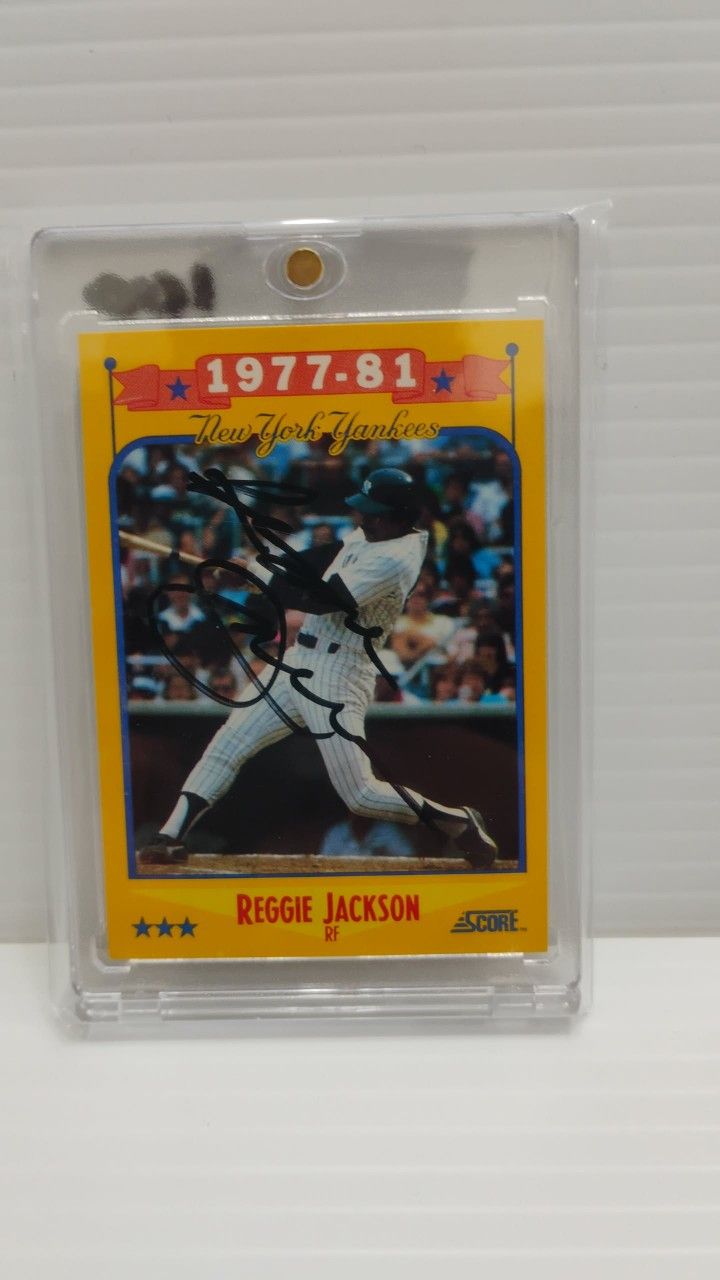 1977-81
New York Yankees
REGGIE JACKSON
RF
SCORE